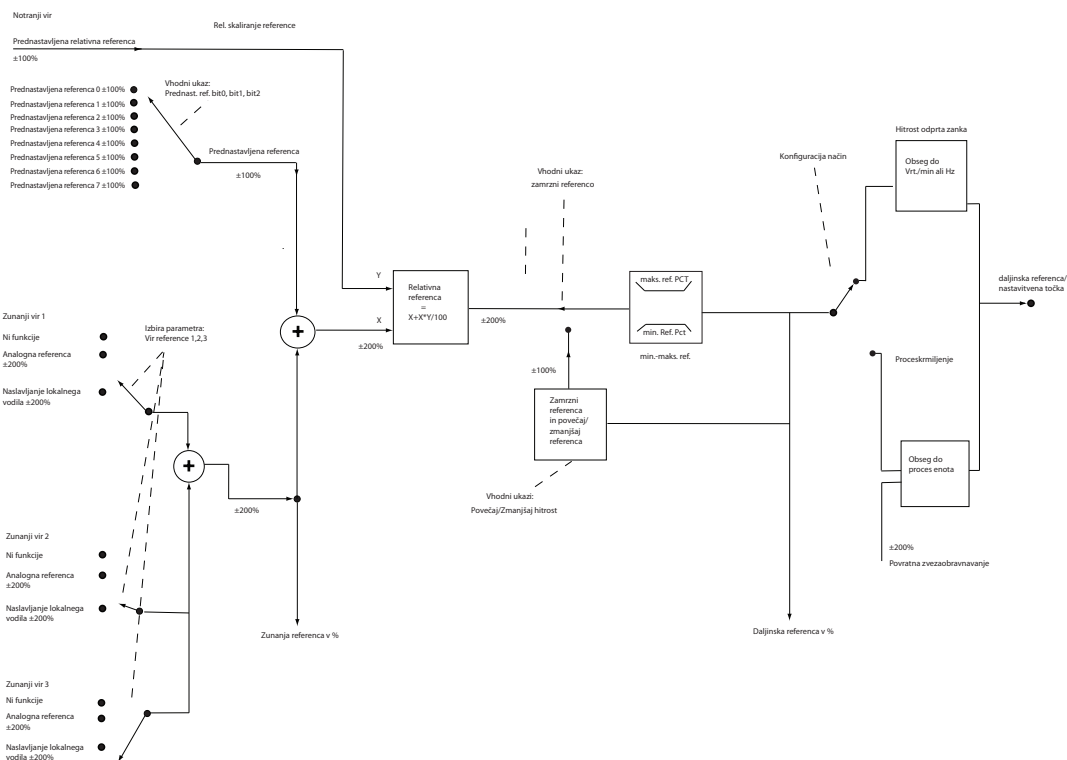 Notranji vir
Rel. skaliranje reference
Prednastavljena relativna referenca
±100%
Vhodni ukaz:
Prednast. ref. bit0, bit1, bit2
Prednastavljena referenca 0 ±100%
Prednastavljena referenca 1 ±100%
Prednastavljena referenca 2 ±100%
Prednastavljena referenca 3 ±100%
Prednastavljena referenca 4 ±100%
Prednastavljena referenca 5 ±100%
Prednastavljena referenca 6 ±100%
Prednastavljena referenca 7 ±100%
Prednastavljena referenca
±100%
Vhodni ukaz:
zamrzni referenco
Konfiguracija način
Hitrost odprta zanka
Obseg do
Vrt./min ali Hz
Y
X
±200%
Relativna
referenca
=
X+X*Y/100
±200%
maks. ref. PCT
min. Ref. Pct
min.-maks. ref.
daljinska referenca/
nastavitvena točka
Zunanji vir 1
Ni funkcije
Analogna referenca
±200%
Naslavljanje lokalnega
vodila ±200%
Izbira parametra:
Vir reference 1,2,3
+
+
±200%
±100%
Zamrzni
referenca
in povečaj/
zmanjšaj
referenca
Vhodni ukazi:
Povečaj/Zmanjšaj hitrost
Proceskrmiljenje
Obseg do
proces enota
±200%
Povratna zvezaobravnavanje
Zunanji vir 2
Ni funkcije
Analogna referenca
±200%
Naslavljanje lokalnega
vodila ±200%
Zunanja referenca v %
Daljinska referenca v %
Zunanji vir 3
Ni funkcije
Analogna referenca
±200%
Naslavljanje lokalnega
vodila ±200%